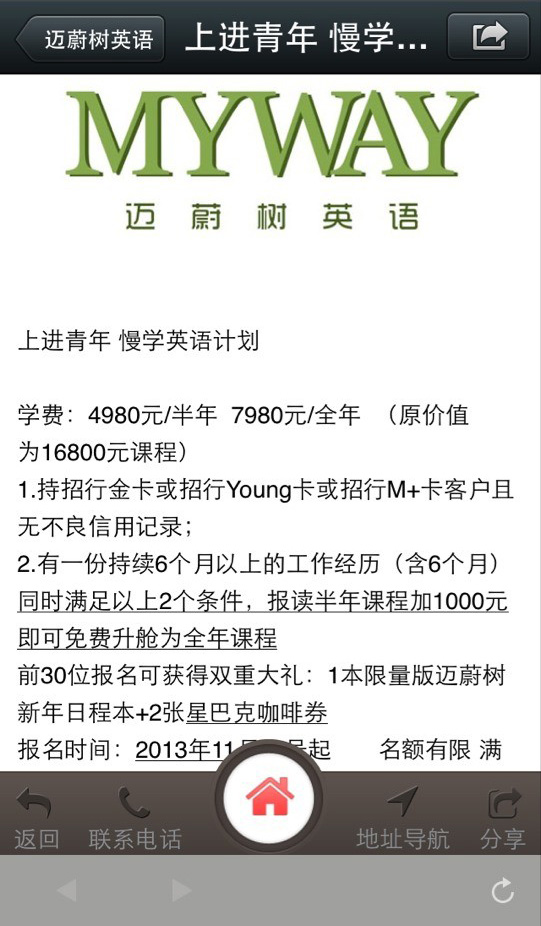 迈蔚树英语
上进青年 慢学...
MYWAY
迈蔚树英语
上进青年 慢学英语计划
学费：4980元/半年 7980元/全年 （原价值
为16800元课程）
1.持招行金卡或招行Young卡或招行M+卡客户且
无不良信用记录；
2.有一份持续6个月以上的工作经历（含6个月）
同时满足以上2个条件，报读半年课程加1000元
即可免费升舱为全年课程
前30位报名可获得双重大礼：1本限量版迈蔚树
新年日程本+2张星巴克咖啡券
报名时间：2013年11 号起 名额有限 满
返回
联系电话
地址导航
分享